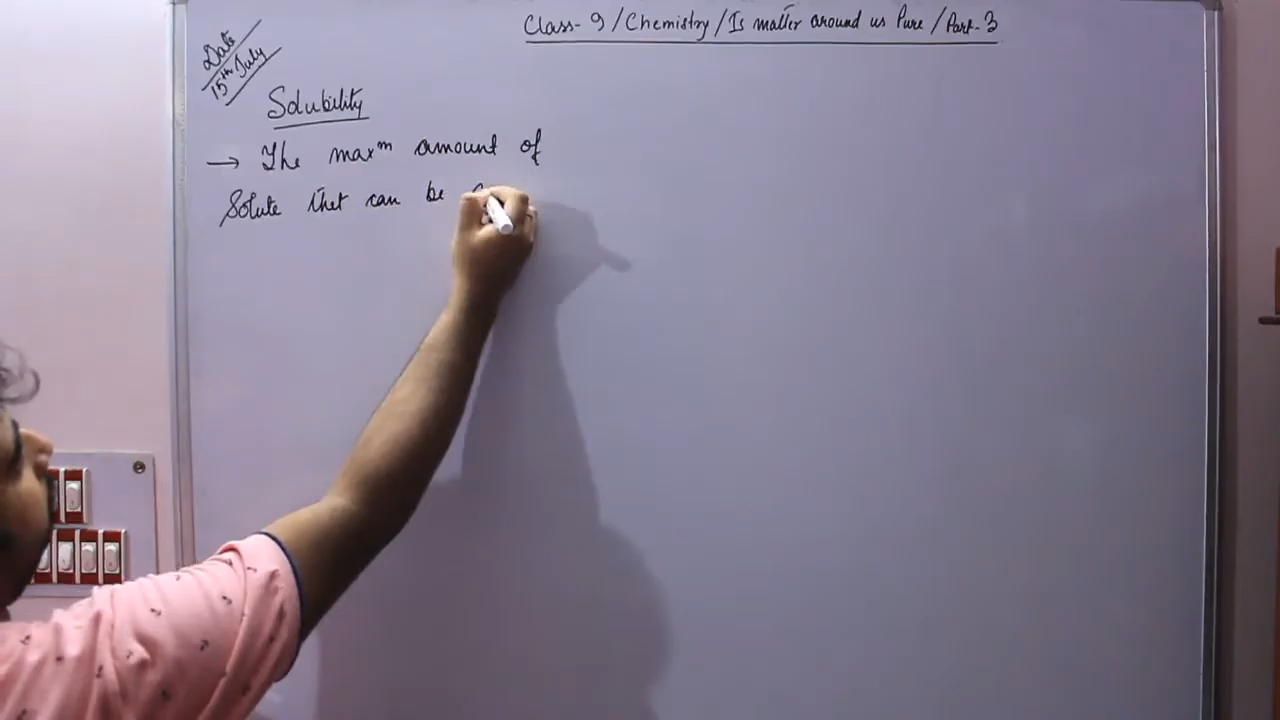 Class-9/Chemistry/Is matter around us Pure/Part-3
Date
15th July
Solubility
→ The maxᵐ amount of
Solute that can be